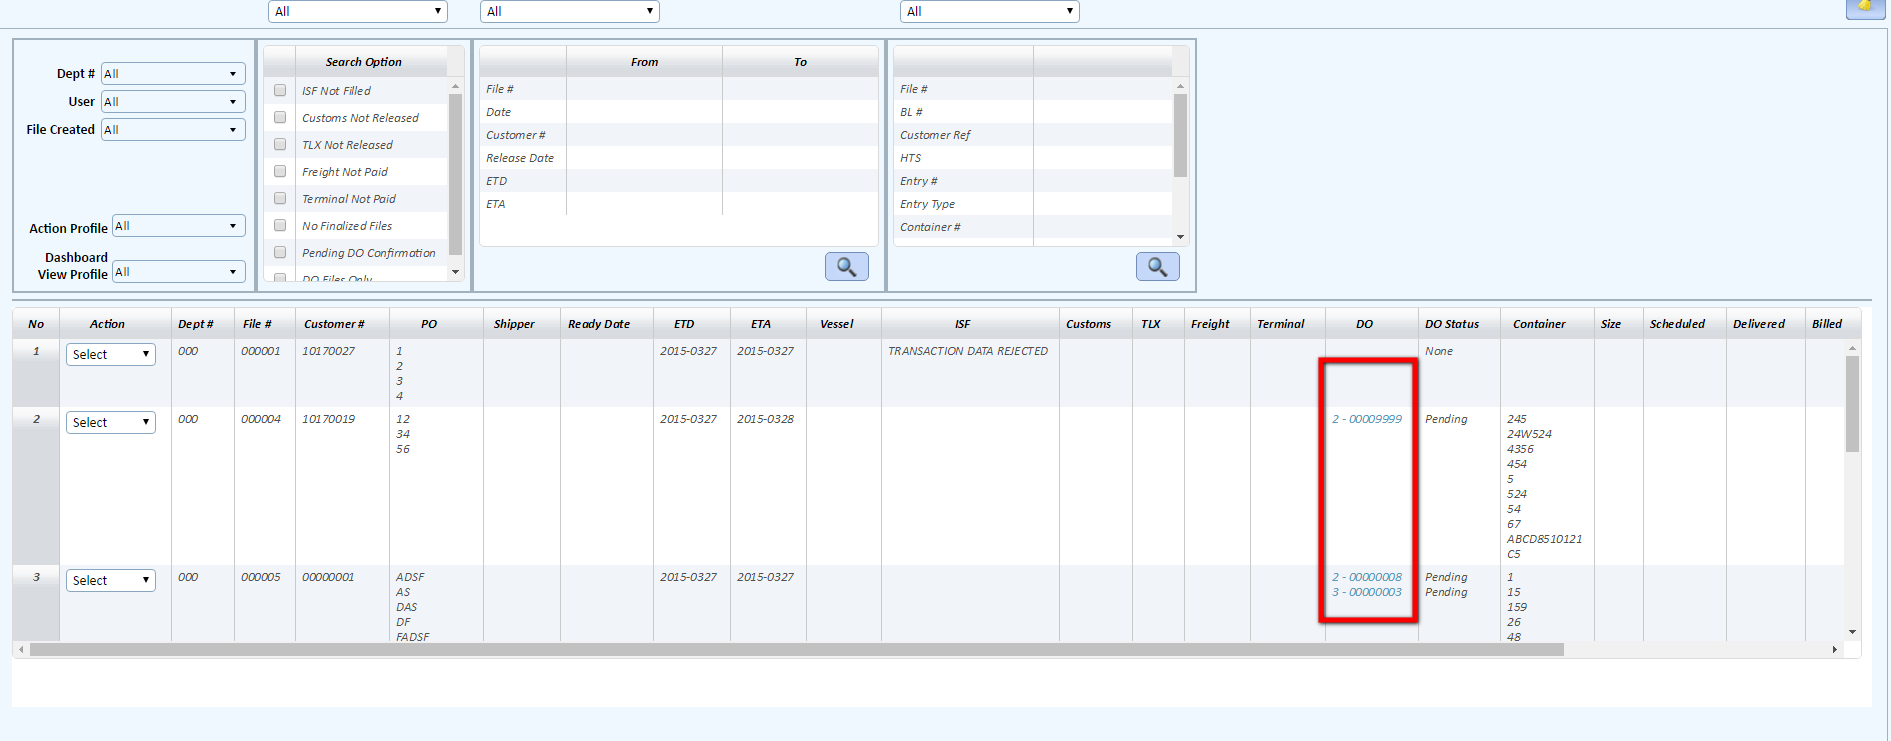 All All All
Dept # All
User All
File Created All
Action Profile All
Dashboard
View Profile All
Search Option
ISF Not Filled
Customs Not Released
TLX Not Released
Freight Not Paid
Terminal Not Paid
No Finalized Files
Pending DO Confirmation
DO Files Only
From To
File #
Date
Customer #
Release Date
ETD
ETA
File #
BL #
Customer Ref
HTS
Entry #
Entry Type
Container #
No Action Dept # File # Customer # PO Shipper Ready Date ETD ETA Vessel ISF Customs TLX Freight Terminal DO DO Status Container Size Scheduled Delivered Billed
1 Select 000 000001 10170027 1 2015-0327 2015-0327 TRANSACTION DATA REJECTED None
2
3
4
2 Select 000 000004 10170019 12 2015-0327 2015-0328 2 - 00009999 Pending 245
34 24W524
56 4356
454
5
524
54
67
ABCD8510121
C5
3 Select 000 000005 00000001 ADSF 2015-0327 2015-0327 2 - 00000008 Pending 1
AS 3 - 00000003 Pending 15
DAS 159
DF 26
FADSF 48